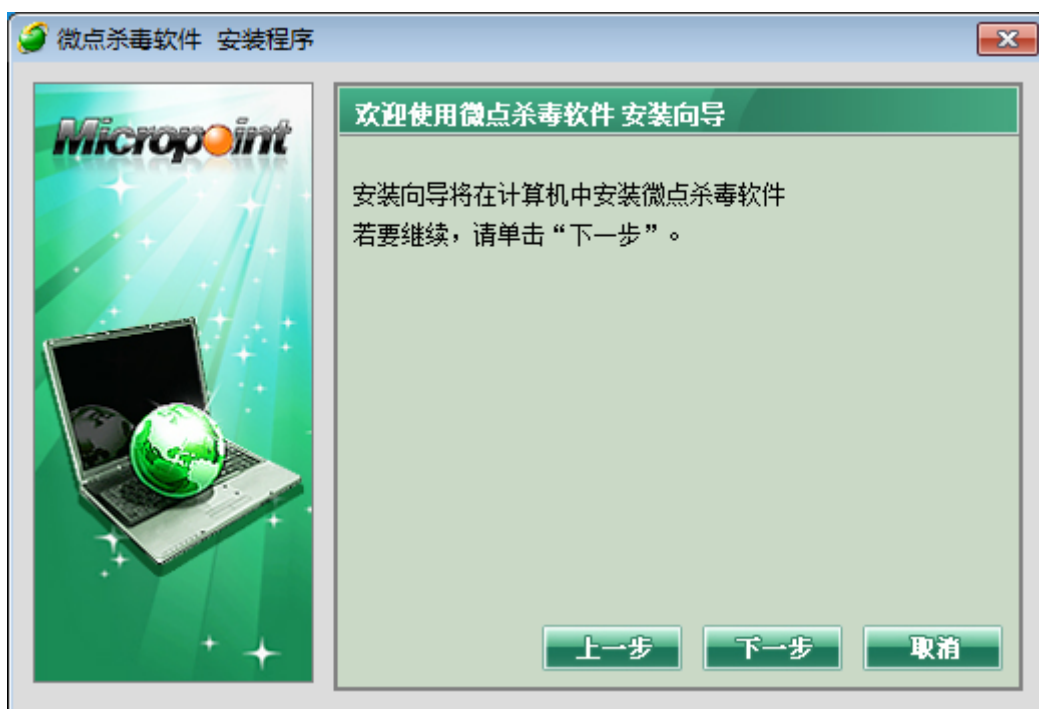 微点杀毒软件 安装程序
Micropoint
欢迎使用微点杀毒软件 安装向导
安装向导将在计算机中安装微点杀毒软件
若要继续，请单击“下一步”。
上一步 下一步 取消